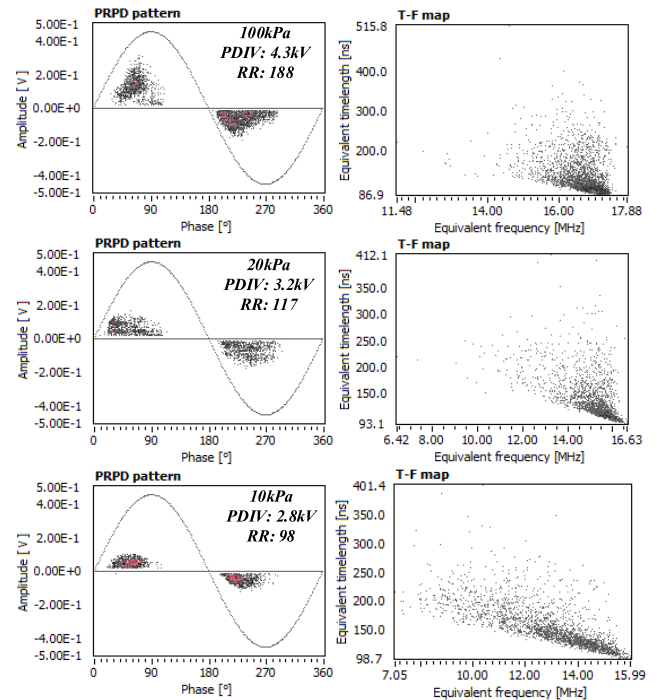 PRPD pattern
100kPa
PDIV: 4.3kV
RR: 188
5.00E-1
4.00E-1
2.00E-1
0.00E+0
-2.00E-1
-4.00E-1
-5.00E-1
Amplitude [ V ]
0 90 180 270 360
Phase [°]
T-F map
515.8
400.0
300.0
200.0
86.9
Equivalent timelength [ns]
11.48 14.00 16.00 17.88
Equivalent frequency [MHz]
PRPD pattern
20kPa
PDIV: 3.2kV
RR: 117
5.00E-1
4.00E-1
2.00E-1
0.00E+0
-2.00E-1
-4.00E-1
-5.00E-1
Amplitude [ V ]
0 90 180 270 360
Phase [°]
T-F map
412.1
350.0
300.0
250.0
200.0
150.0
93.1
Equivalent timelength [ns]
6.42 8.00 10.00 12.00 14.00 16.63
Equivalent frequency [MHz]
PRPD pattern
10kPa
PDIV: 2.8kV
RR: 98
5.00E-1
4.00E-1
2.00E-1
0.00E+0
-2.00E-1
-4.00E-1
-5.00E-1
Amplitude [ V ]
0 90 180 270 360
Phase [°]
T-F map
401.4
350.0
300.0
250.0
200.0
150.0
98.7
Equivalent timelength [ns]
7.05 10.00 12.00 14.00 15.99
Equivalent frequency [MHz]